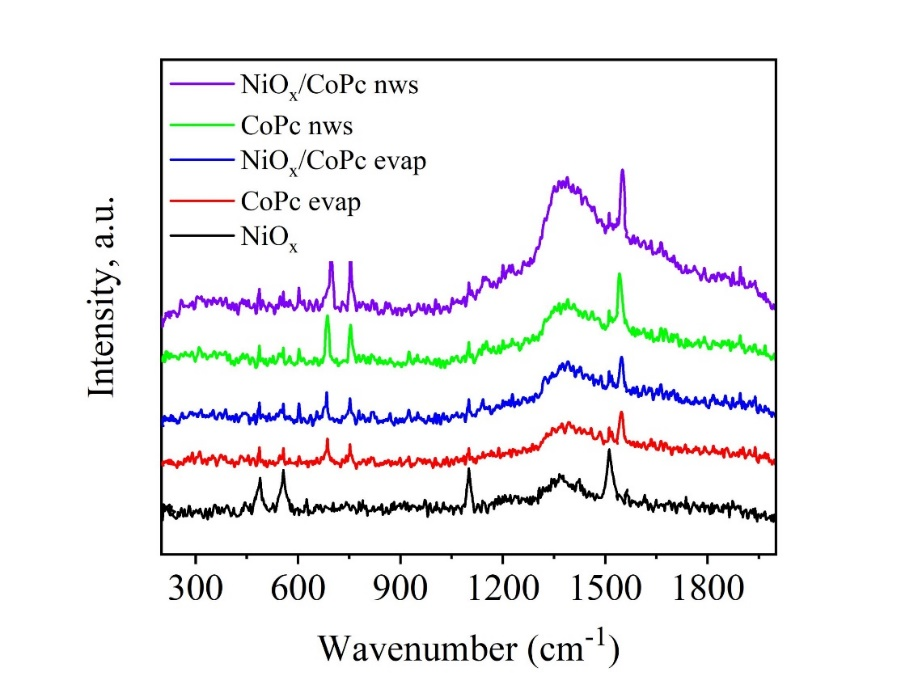 NiOx/CoPc nws
CoPc nws
NiOx/CoPc evap
CoPc evap
NiOx
Intensity, a.u.
300 600 900 1200 1500 1800
Wavenumber (cm-1)